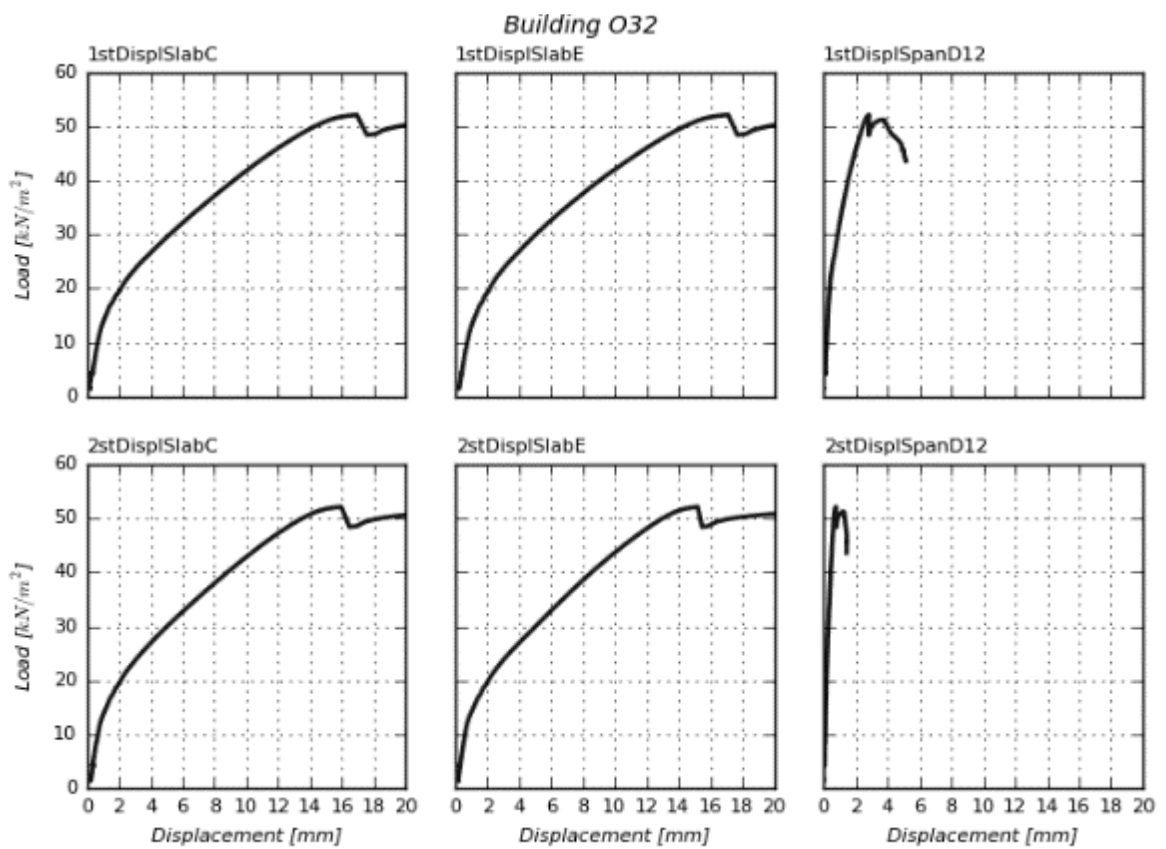 Building O32
1stDisplSlabC 1stDisplSlabE 1stDisplSpanD12
60
50
40
30
20
10
0
Load [kN/m²]
2stDisplSlabC 2stDisplSlabE 2stDisplSpanD12
60
50
40
30
20
10
0
Load [kN/m²]
0 2 4 6 8 10 12 14 16 18 20 0 2 4 6 8 10 12 14 16 18 20 0 2 4 6 8 10 12 14 16 18 20
Displacement [mm] Displacement [mm] Displacement [mm]